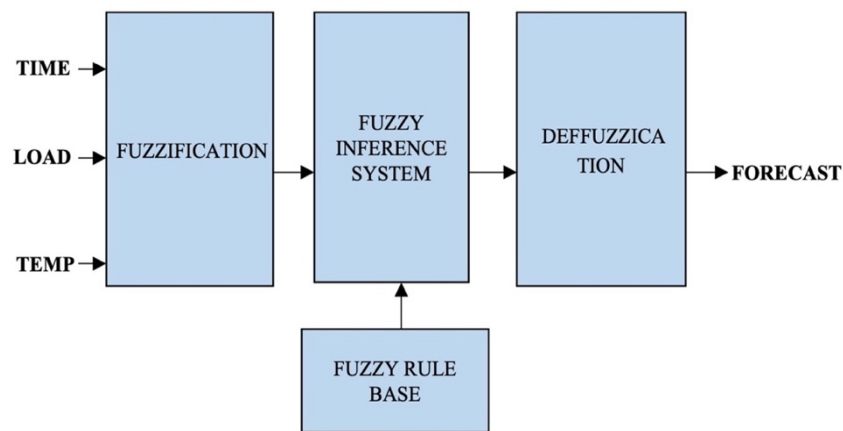 TIME
LOAD
TEMP
FUZZIFICATION
FUZZY
INFERENCE
SYSTEM
DEFFUZZICA
TION
FORECAST
FUZZY RULE
BASE